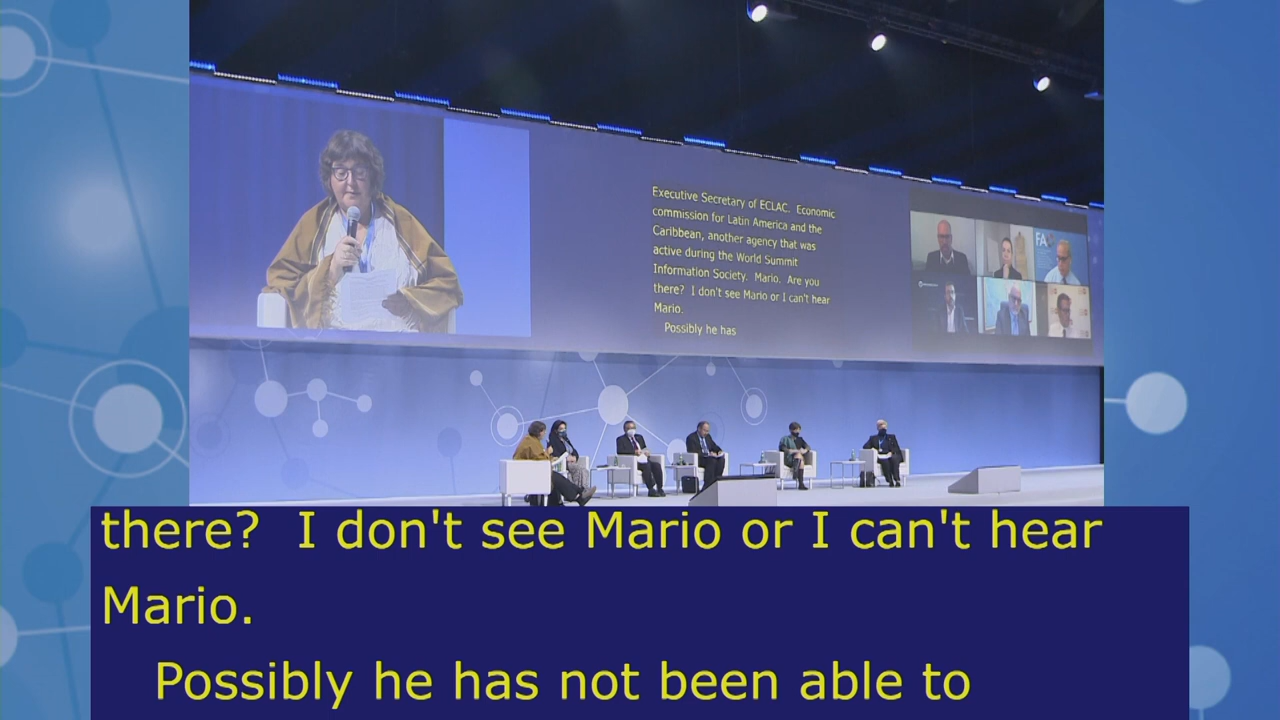 Executive Secretary of ECLAC. Economic
commission for Latin America and the
Caribbean, another agency that was
active during the World Summit
Information Society. Mario. Are you
there? I don't see Mario or I can't hear
Mario.
Possibly he has
FA
there? I don't see Mario or I can't hear
Mario.
Possibly he has not been able to